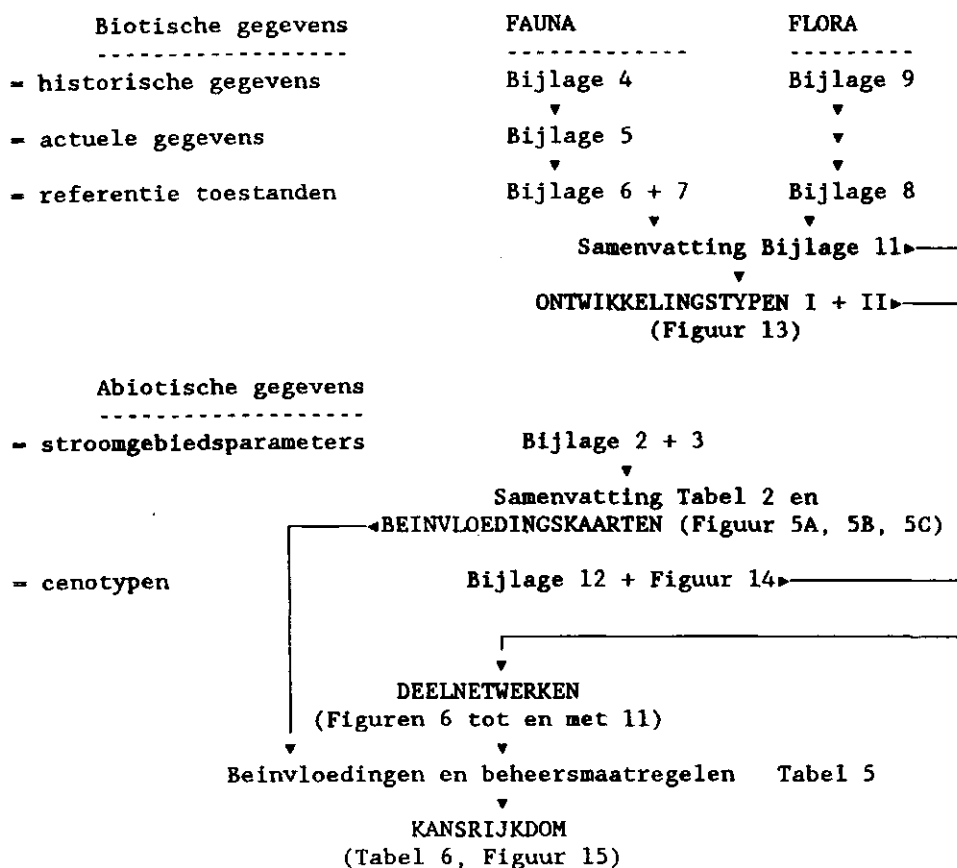 Biotische gegevens FAUNA FLORA
= historische gegevens Bijlage 4 Bijlage 9
= actuele gegevens Bijlage 5
= referentie toestanden Bijlage 6 + 7 Bijlage 8
Samenvatting Bijlage 11
ONTWIKKELINGSTYPEN I + II
(Figuur 13)
Abiotische gegevens
= stroomgebiedsparameters Bijlage 2 + 3
Samenvatting Tabel 2 en
BEINVLOEDINGSKAARTEN (Figuur 5A, 5B, 5C)
= cenotypen Bijlage 12 + Figuur 14
DEELNETWERKEN
(Figuren 6 tot en met 11)
Beinvloedingen en beheersmaatregelen Tabel 5
KANSRIJKDOM
(Tabel 6, Figuur 15)